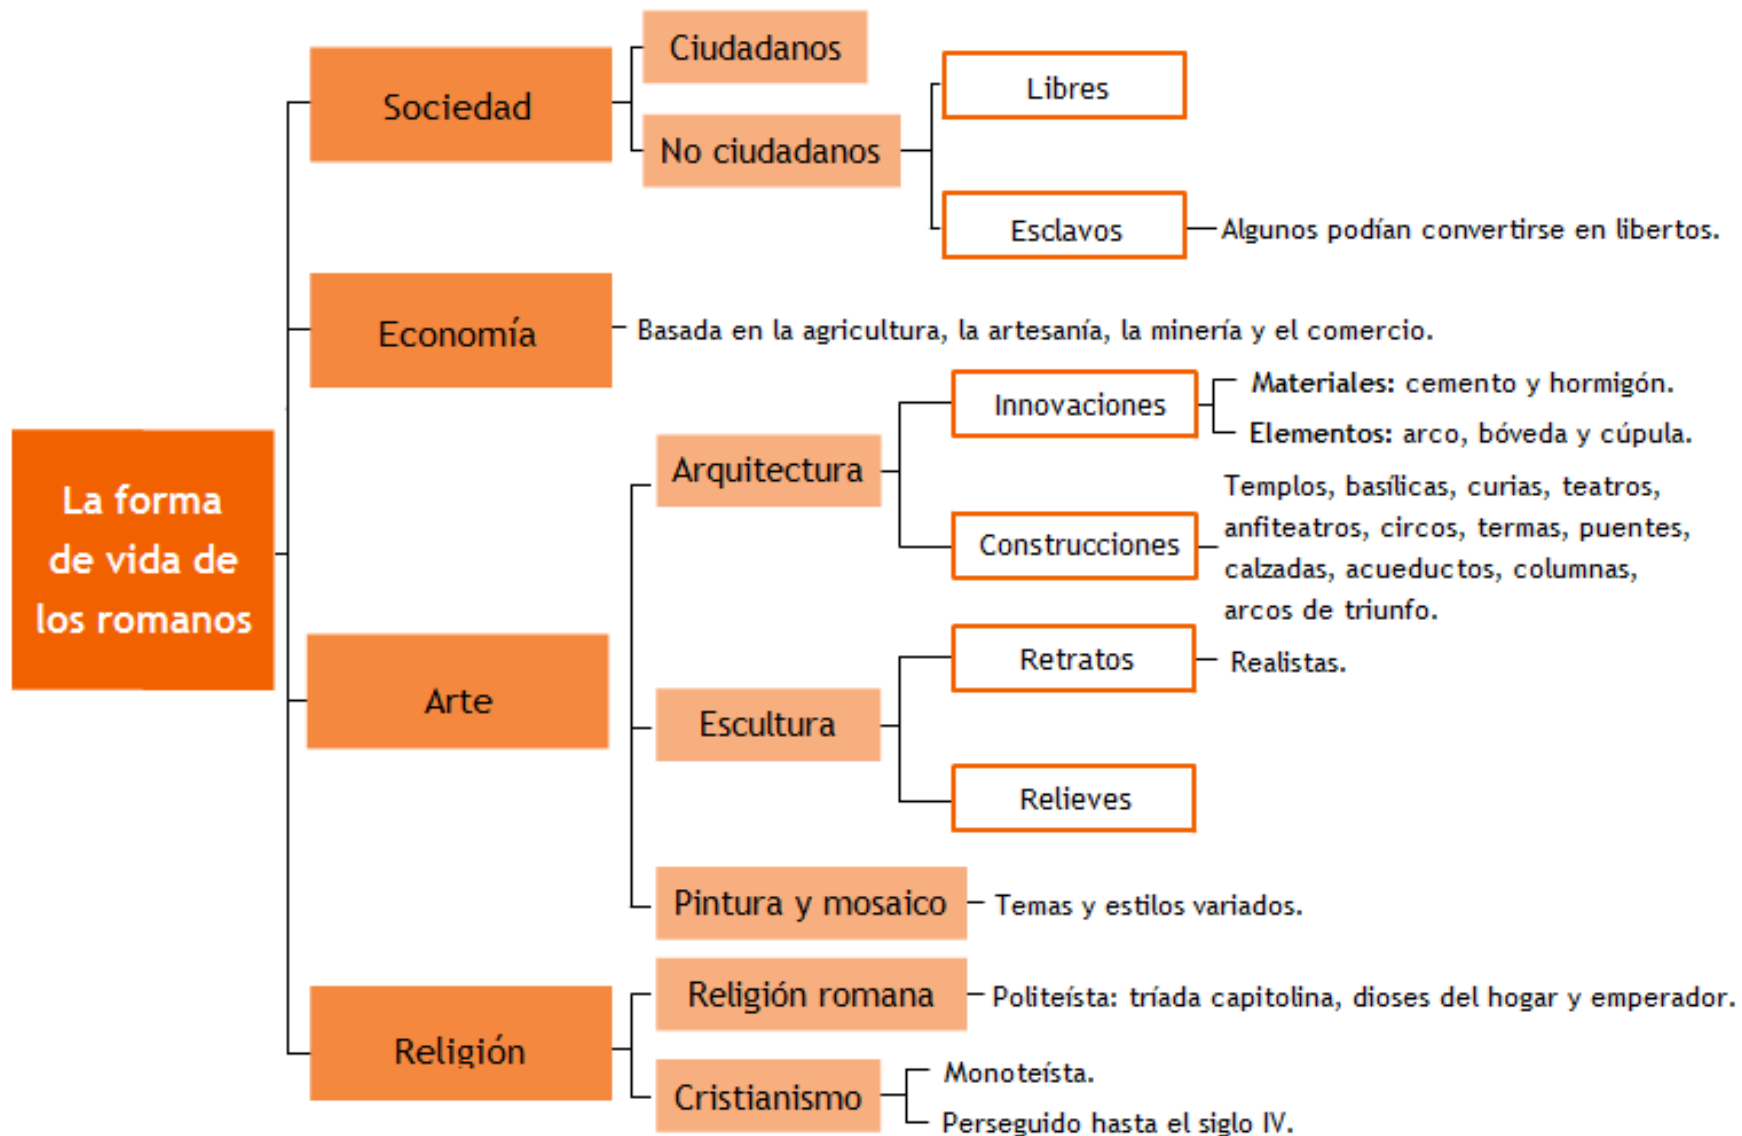 La forma
de vida de
los romanos
Sociedad
Ciudadanos
No ciudadanos
Libres
Esclavos
Algunos podían convertirse en libertos.
Economía
Basada en la agricultura, la artesanía, la minería y el comercio.
Arte
Arquitectura
Innovaciones
Materiales: cemento y hormigón.
Elementos: arco, bóveda y cúpula.
Construcciones
Templos, basílicas, curias, teatros,
anfiteatros, circos, termas, puentes,
calzadas, acueductos, columnas,
arcos de triunfo.
Escultura
Retratos
Realistas.
Relieves
Pintura y mosaico
Temas y estilos variados.
Religión
Religión romana
Politeísta: tríada capitolina, dioses del hogar y emperador.
Cristianismo
Monoteísta.
Perseguido hasta el siglo IV.